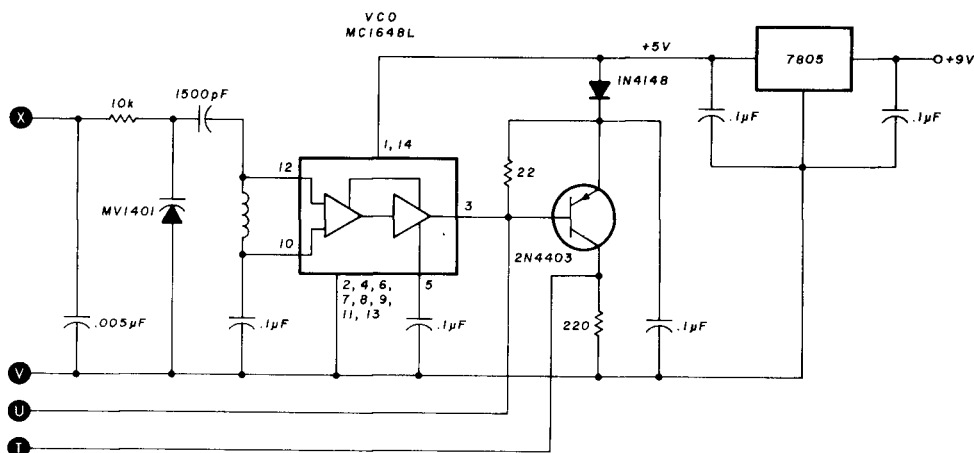 VCO
MC1648L
+5V
7805
+9V
1N4148
1500pF
10k
.1µF
.1µF
X
1, 14
12
22
3
MV1401
10
2N4403
2, 4, 6,
7, 8, 9,
11, 13
5
.005µF
.1µF
.1µF
220
.1µF
V
U
T